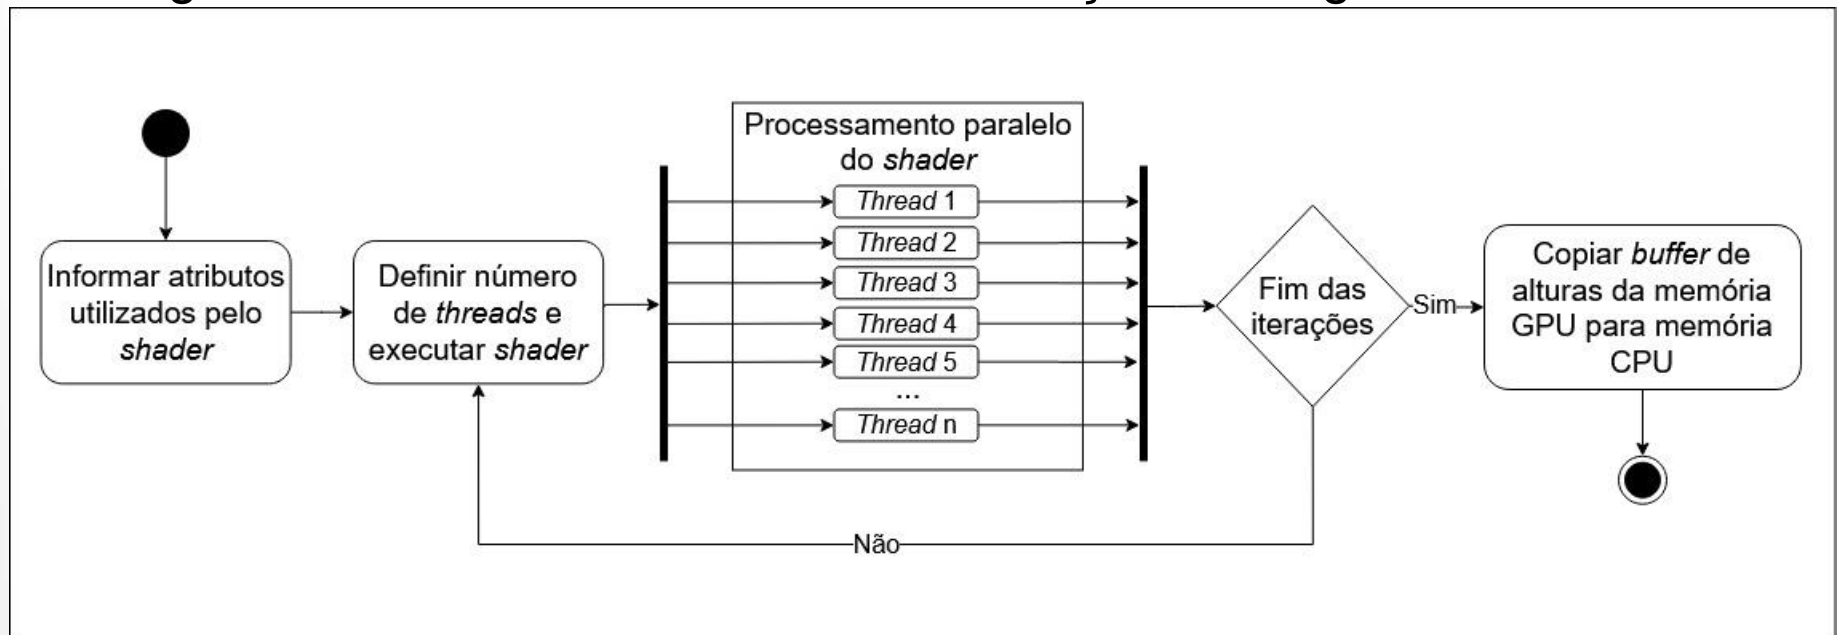 Informar atributos
utilizados pelo
shader
Definir número
de threads e
executar shader
Processamento paralelo
do shader
Thread 1
Thread 2
Thread 3
Thread 4
Thread 5
...
Thread n
Fim das
iterações
Sim
Não
Copiar buffer de
alturas da memória
GPU para memória
CPU